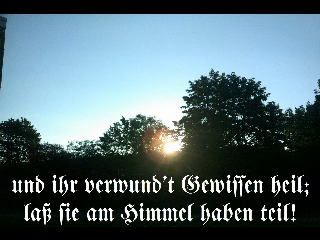 und ihr verwund't Gewissen heil;
laß sie am Himmel haben teil!